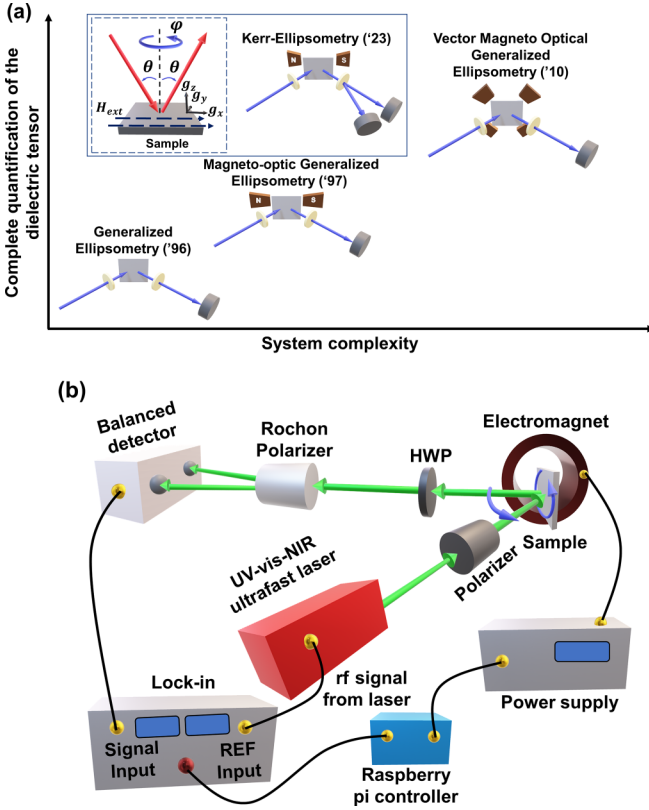 (a)
Complete quantification of the
dielectric tensor
φ
θ θ
g_z
g_y
g_x
H_ext
Sample
Kerr-Ellipsometry (‘23)
N S
Vector Magneto Optical
Generalized
Ellipsometry (’10)
Magneto-optic Generalized
Ellipsometry (‘97)
N S
Generalized
Ellipsometry (’96)
System complexity
(b)
Balanced
detector
Rochon
Polarizer
HWP
Electromagnet
Sample
Polarizer
UV-vis-NIR
ultrafast laser
rf signal
from laser
Lock-in
Signal
Input
REF
Input
Power supply
Raspberry
pi controller